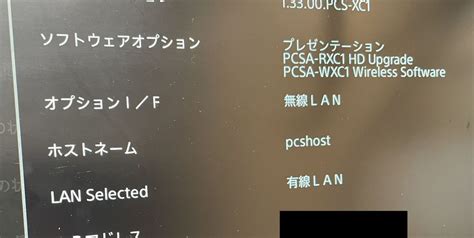 1.33.00.PCS-XC1
ソフトウェアオプション
プレゼンテーション
PCSA-RXC1 HD Upgrade
PCSA-WXC1 Wireless Software
オプションI/F
無線LAN
ホストネーム
pcshost
LAN Selected
有線LAN